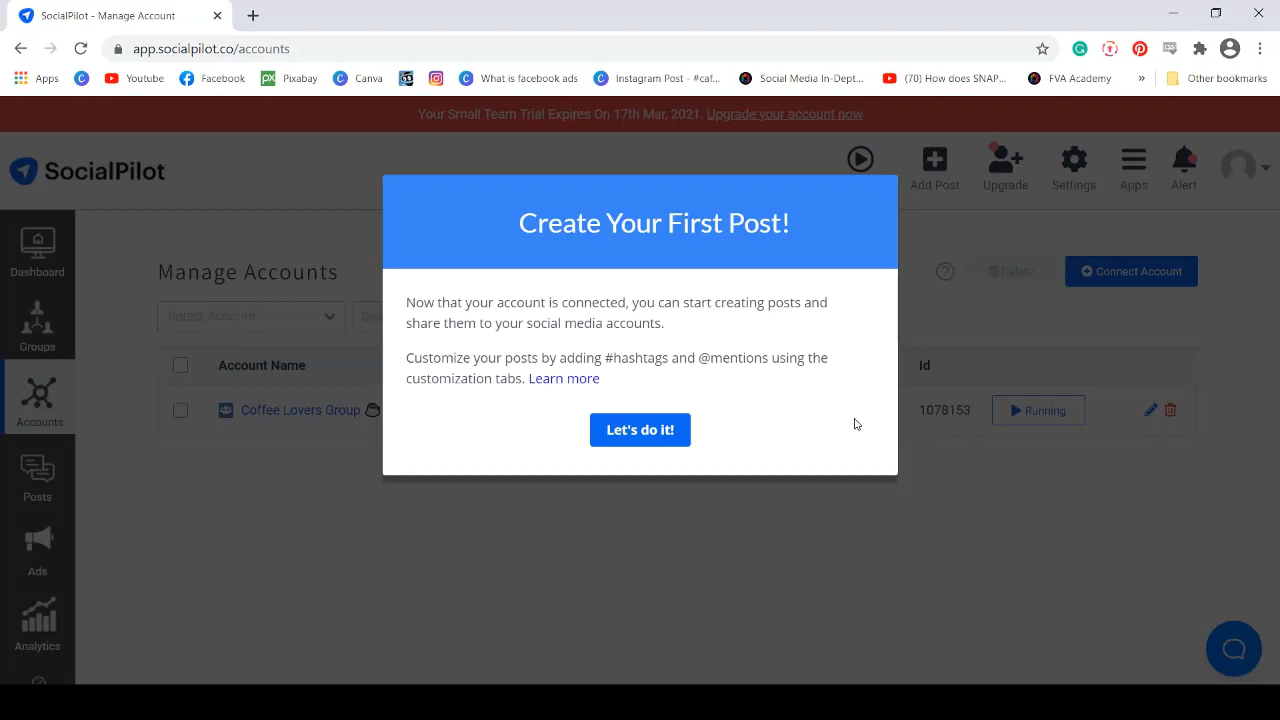 SocialPilot - Manage Account
app.socialpilot.co/accounts
Apps Youtube Facebook Pixabay Canva What is facebook ads Instagram Post - #caf... Social Media In-Dept... (70) How does SNAP... FVA Academy » Other bookmarks
Your Small Team Trial Expires On 17th Mar, 2021. Upgrade your account now
SocialPilot
Add Post Upgrade Settings Apps Alert
Create Your First Post!
Now that your account is connected, you can start creating posts and
share them to your social media accounts.
Customize your posts by adding #hashtags and @mentions using the
customization tabs. Learn more
Let's do it!
Dashboard
Groups
Accounts
Posts
Ads
Analytics
Manage Accounts
Delete Connect Account
Select Account Sea
Account Name Id
Coffee Lovers Group 1078153 Running